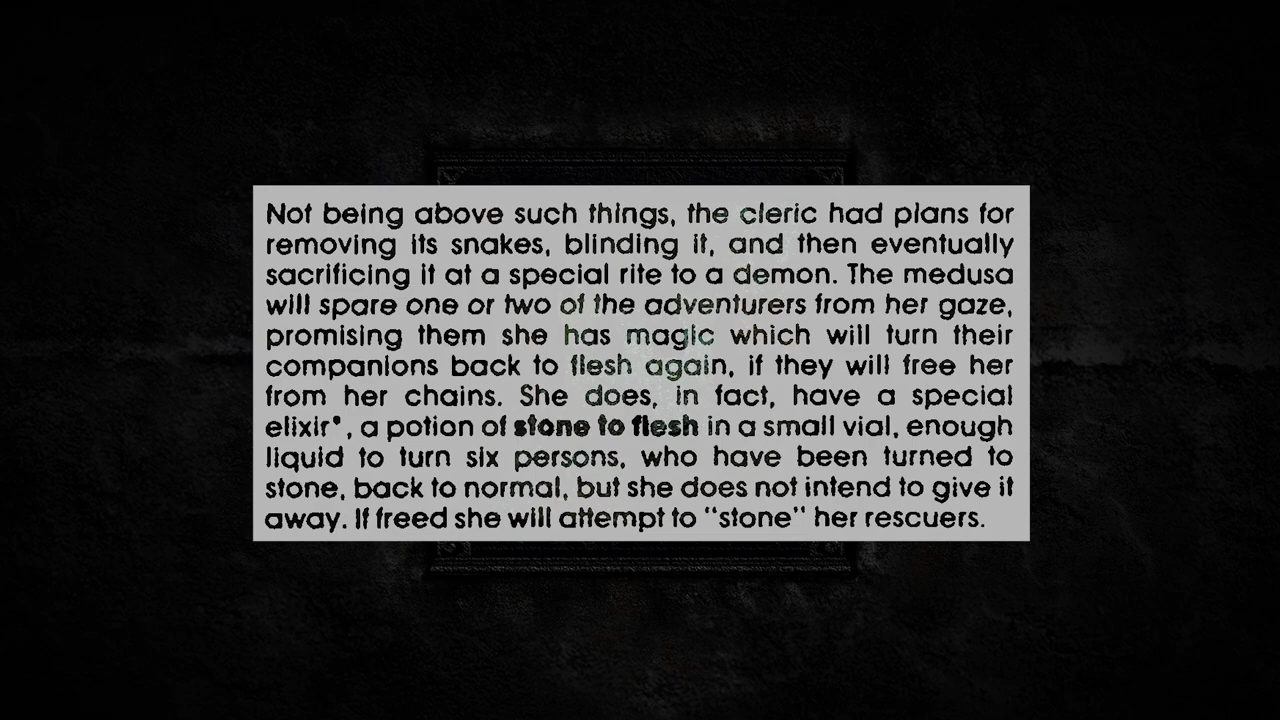 Not being above such things, the cleric had plans for
removing its snakes, blinding it, and then eventually
sacrificing it at a special rite to a demon. The medusa
will spare one or two of the adventurers from her gaze,
promising them she has magic which will turn their
companions back to flesh again, if they will free her
from her chains. She does, in fact, have a special
elixir*, a potion of stone to flesh in a small vial, enough
liquid to turn six persons, who have been turned to
stone, back to normal, but she does not intend to give it
away. If freed she will attempt to "stone" her rescuers.